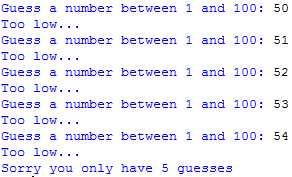 Guess a number between 1 and 100: 50
Too low...
Guess a number between 1 and 100: 51
Too low...
Guess a number between 1 and 100: 52
Too low...
Guess a number between 1 and 100: 53
Too low...
Guess a number between 1 and 100: 54
Too low...
Sorry you only have 5 guesses